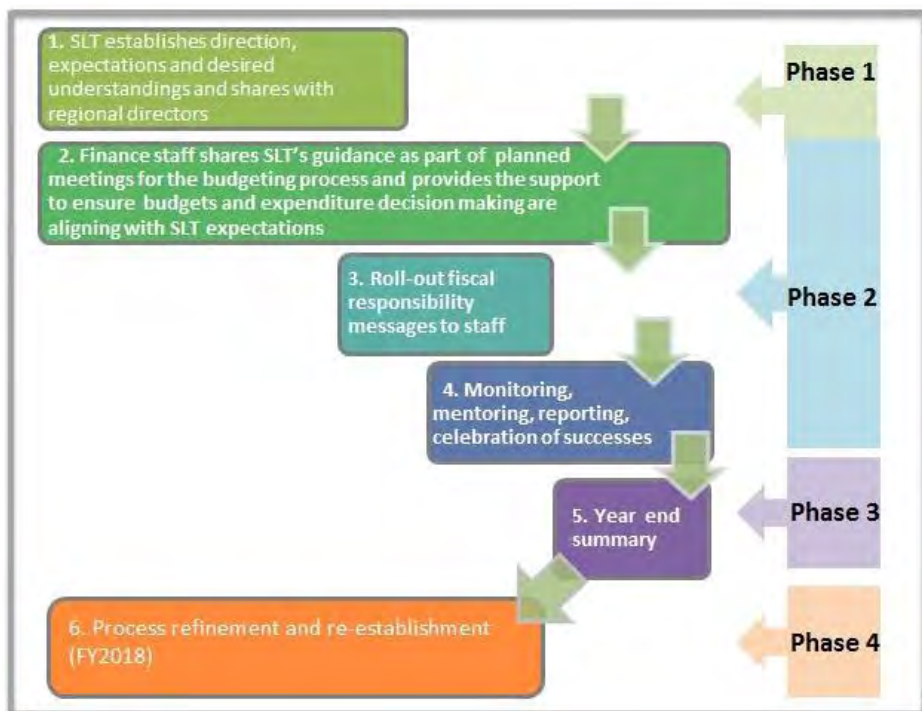 1. SLT establishes direction,
expectations and desired
understandings and shares with
regional directors
Phase 1
2. Finance staff shares SLT's guidance as part of planned
meetings for the budgeting process and provides the support
to ensure budgets and expenditure decision making are
aligning with SLT expectations
3. Roll-out fiscal
responsibility
messages to staff
Phase 2
4. Monitoring,
mentoring, reporting,
celebration of successes
5. Year end
summary
Phase 3
6. Process refinement and re-establishment
(FY2018)
Phase 4